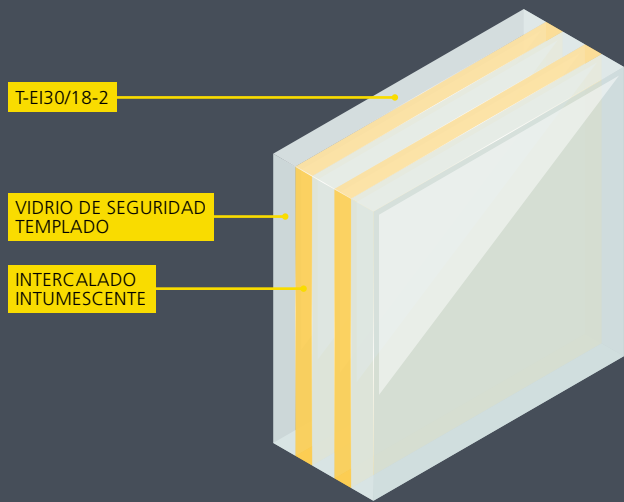 T-EI30/18-2
VIDRIO DE SEGURIDAD
TEMPLADO
INTERCALADO
INTUMESCENTE